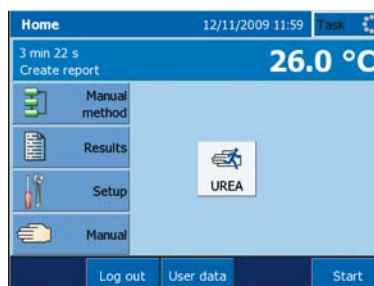 Home 12/11/2009 11:59 Task
3 min 22 s
Create report
26.0 °C
Manual
method
Results
Setup
Manual
UREA
Log out User data Start